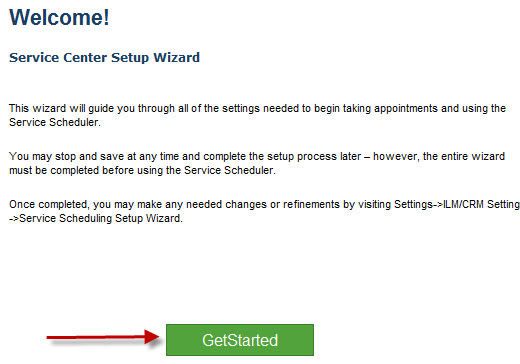 Welcome!
Service Center Setup Wizard
This wizard will guide you through all of the settings needed to begin taking appointments and using the
Service Scheduler.
You may stop and save at any time and complete the setup process later – however, the entire wizard
must be completed before using the Service Scheduler.
Once completed, you may make any needed changes or refinements by visiting Settings->ILM/CRM Setting
->Service Scheduling Setup Wizard.
GetStarted